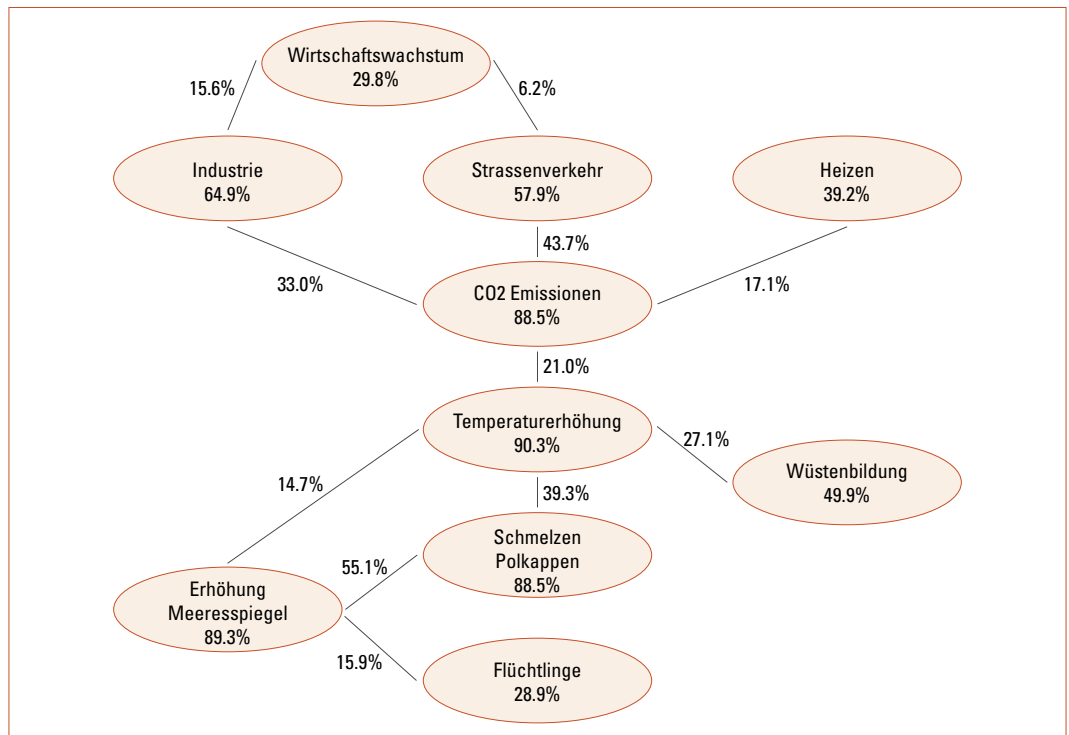 Wirtschaftswachstum
29.8%
15.6%
6.2%
Industrie
64.9%
Strassenverkehr
57.9%
Heizen
39.2%
43.7%
33.0%
17.1%
CO2 Emissionen
88.5%
21.0%
Temperaturerhöhung
90.3%
27.1%
Wüstenbildung
49.9%
14.7%
39.3%
Schmelzen
Polkappen
88.5%
55.1%
Erhöhung
Meeresspiegel
89.3%
15.9%
Flüchtlinge
28.9%